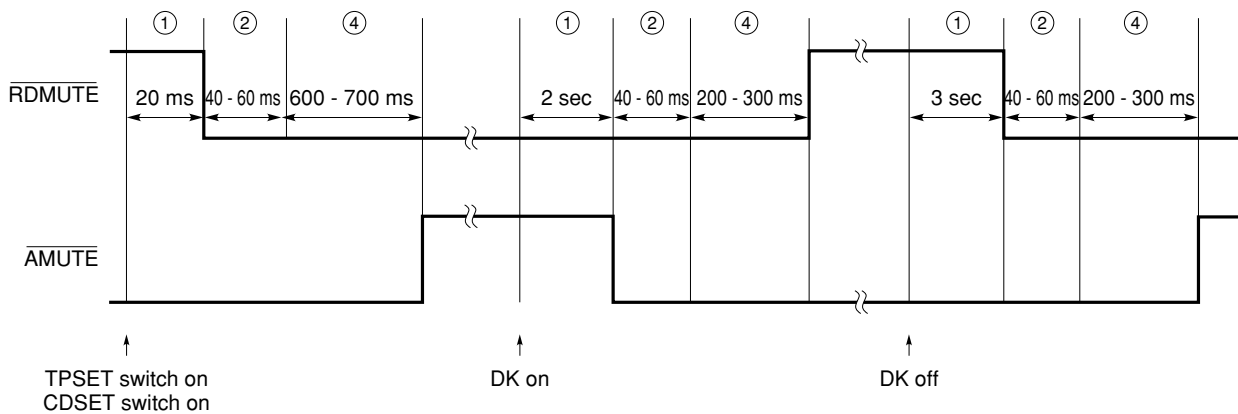 ① ② ④ ① ② ④ ① ② ④
RDMUTE
20 ms 40 - 60 ms 600 - 700 ms 2 sec 40 - 60 ms 200 - 300 ms 3 sec 40 - 60 ms 200 - 300 ms
AMUTE
TPSET switch on DK on DK off
CDSET switch on